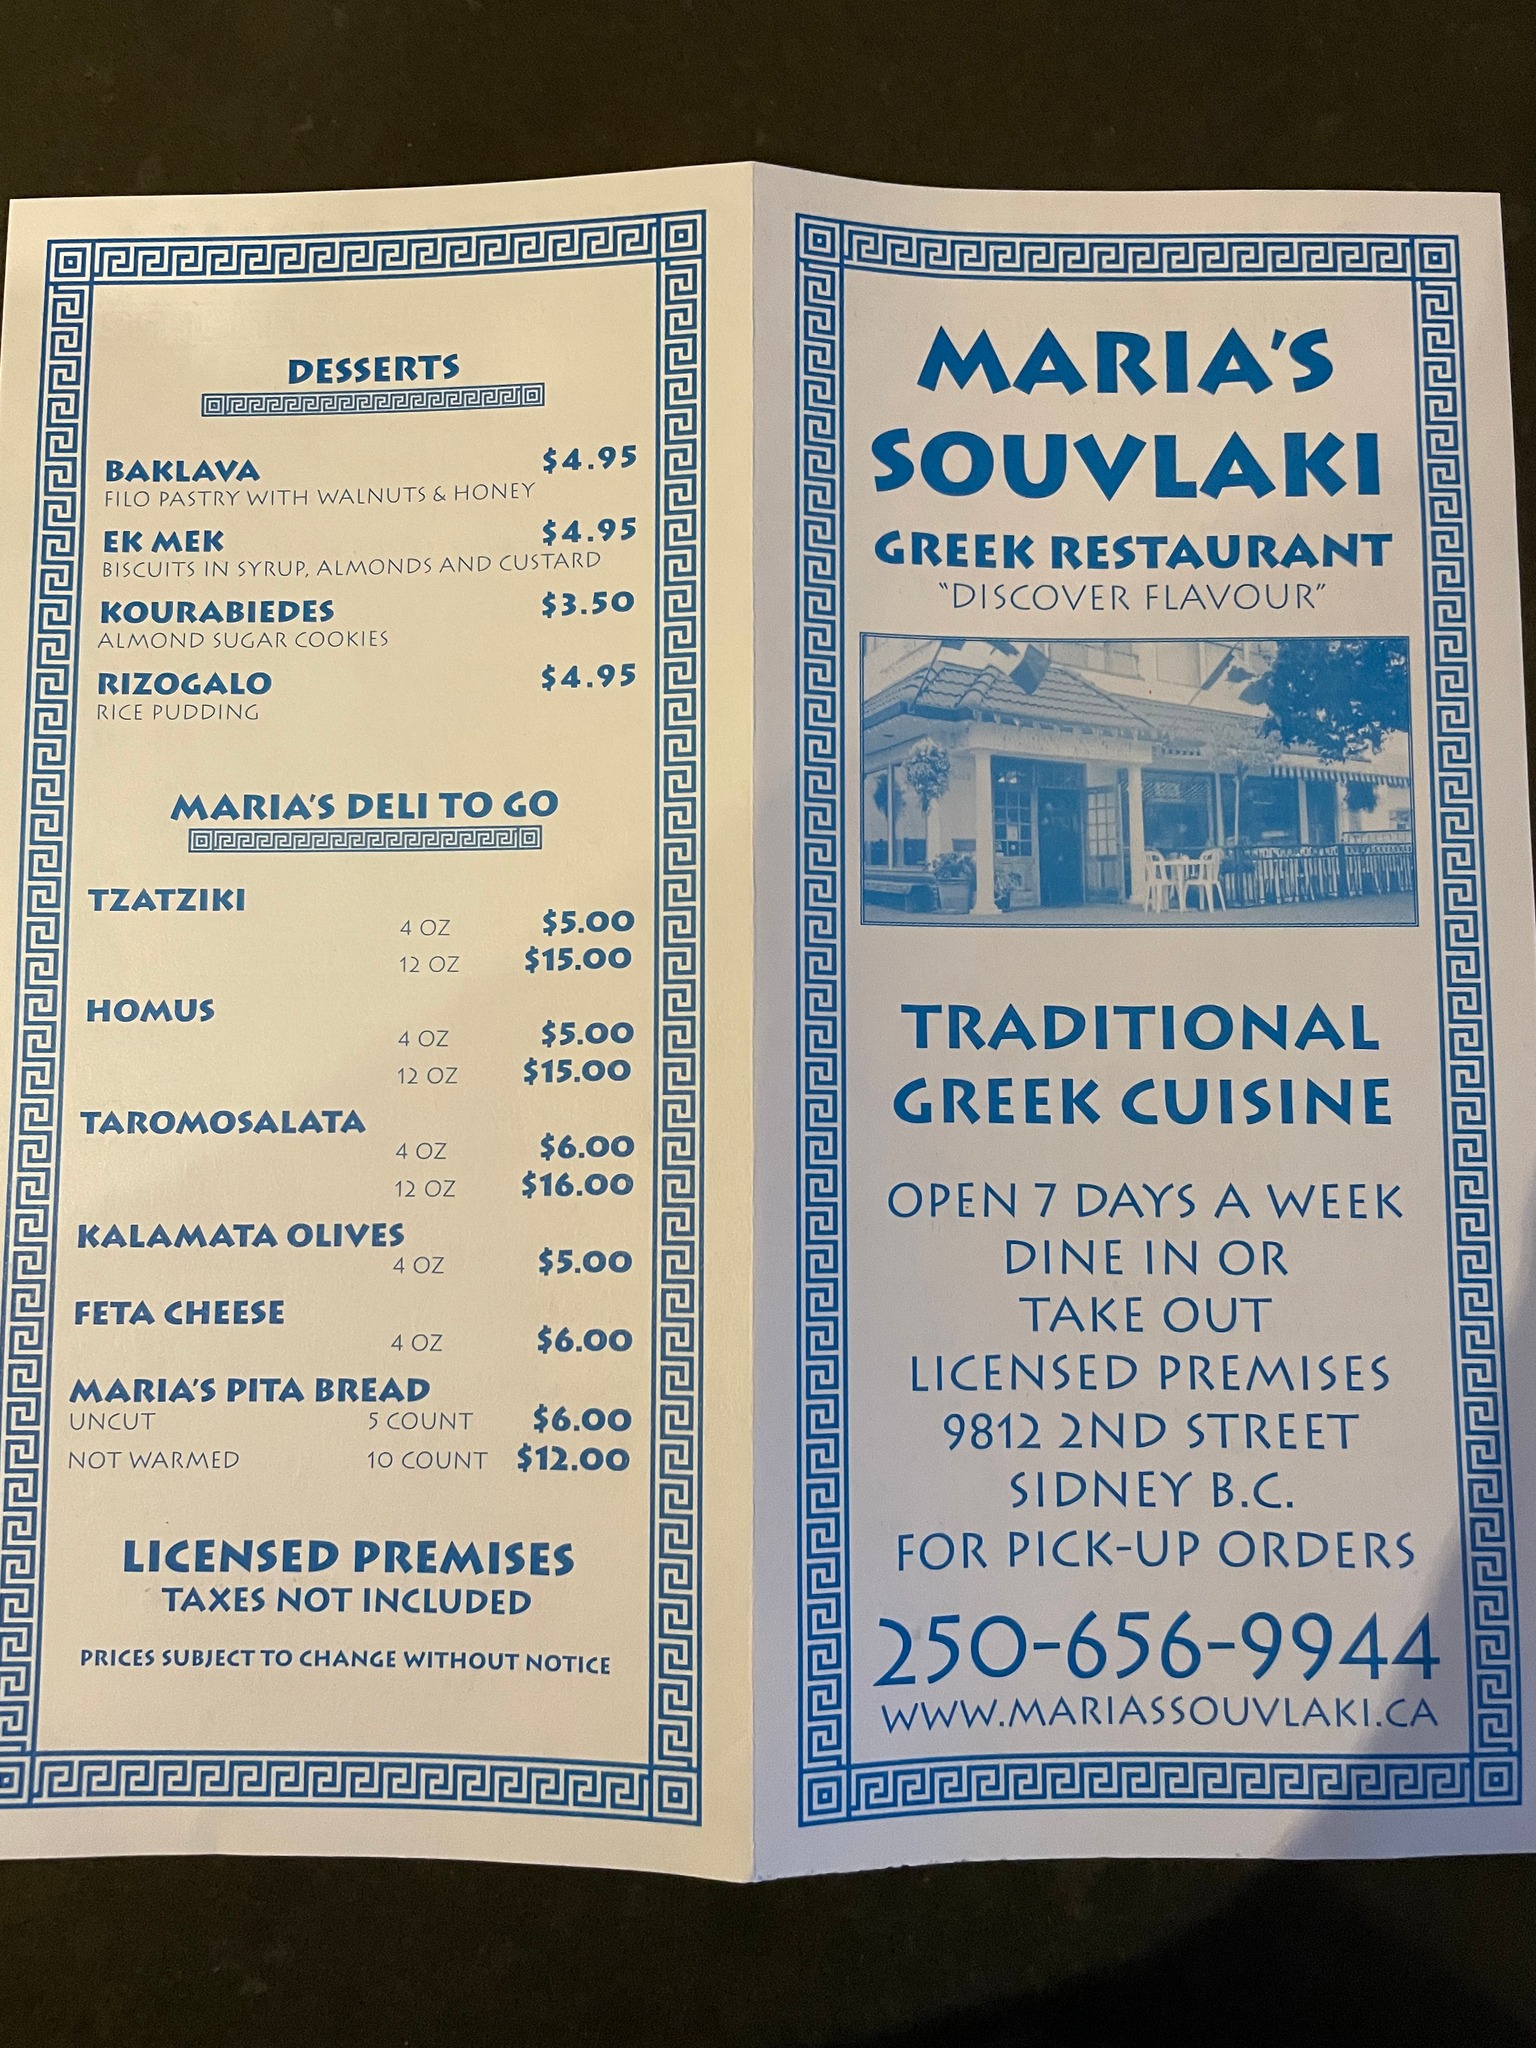 DESSERTS
BAKLAVA $4.95
FILO PASTRY WITH WALNUTS & HONEY
EK MEK $4.95
BISCUITS IN SYRUP, ALMONDS AND CUSTARD
KOURABIEDES $3.50
ALMOND SUGAR COOKIES
RIZOGALO $4.95
RICE PUDDING
MARIA'S DELI TO GO
TZATZIKI
4 OZ $5.00
12 OZ $15.00
HOMUS
4 OZ $5.00
12 OZ $15.00
TAROMOSALATA
4 OZ $6.00
12 OZ $16.00
KALAMATA OLIVES
4 OZ $5.00
FETA CHEESE
4 OZ $6.00
MARIA'S PITA BREAD
UNCUT 5 COUNT $6.00
NOT WARMED 10 COUNT $12.00
LICENSED PREMISES
TAXES NOT INCLUDED
PRICES SUBJECT TO CHANGE WITHOUT NOTICE
MARIA'S
SOUVLAKI
GREEK RESTAURANT
"DISCOVER FLAVOUR"
TRADITIONAL
GREEK CUISINE
OPEN 7 DAYS A WEEK
DINE IN OR
TAKE OUT
LICENSED PREMISES
9812 2ND STREET
SIDNEY B.C.
FOR PICK-UP ORDERS
250-656-9944
WWW.MARIASSOUVLAKI.CA